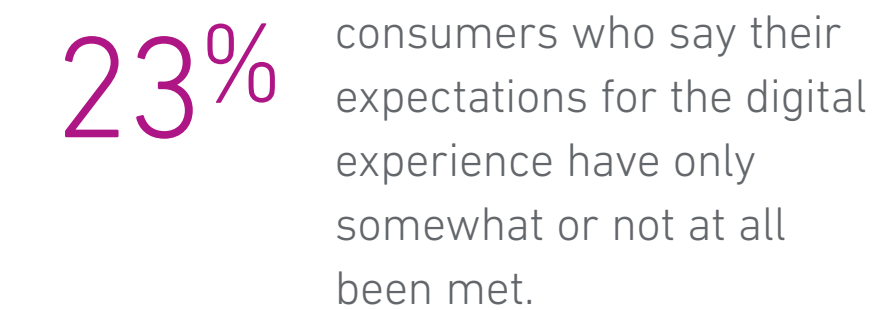 23%
consumers who say their
expectations for the digital
experience have only
somewhat or not at all
been met.